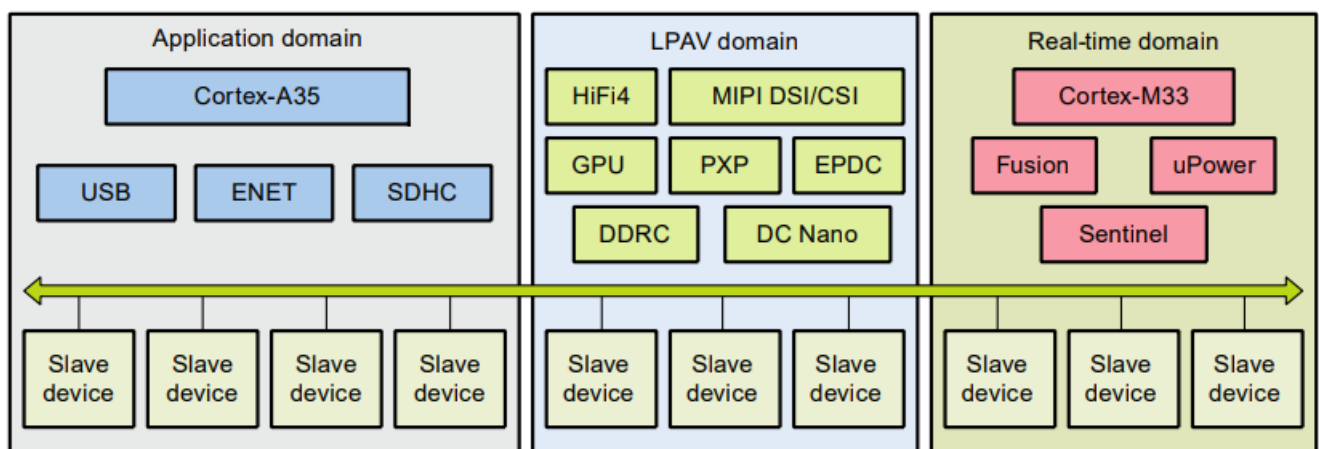 Application domain
Cortex-A35
USB
ENET
SDHC
Slave
device
Slave
device
Slave
device
Slave
device
LPAV domain
HiFi4
MIPI DSI/CSI
GPU
PXP
EPDC
DDRC
DC Nano
Slave
device
Slave
device
Slave
device
Real-time domain
Cortex-M33
Fusion
uPower
Sentinel
Slave
device
Slave
device
Slave
device